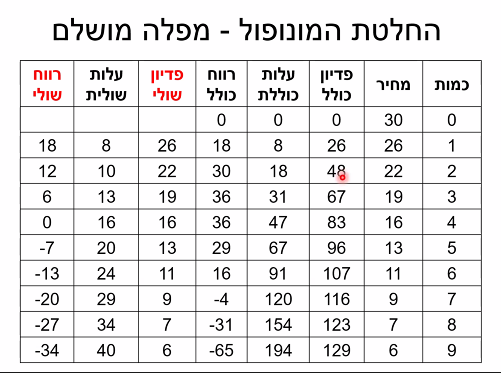 החלטת המונופול - מפלה מושלם
כמות מחיר פדיון כולל עלות כוללת רווח כולל פדיון שולי עלות שולית רווח שולי
0 30 0 0 0
1 26 26 8 18 26 8 18
2 22 48 18 30 22 10 12
3 19 67 31 36 19 13 6
4 16 83 47 36 16 16 0
5 13 96 67 29 13 20 -7
6 11 107 91 16 11 24 -13
7 9 116 120 -4 9 29 -20
8 7 123 154 -31 7 34 -27
9 6 129 194 -65 6 40 -34